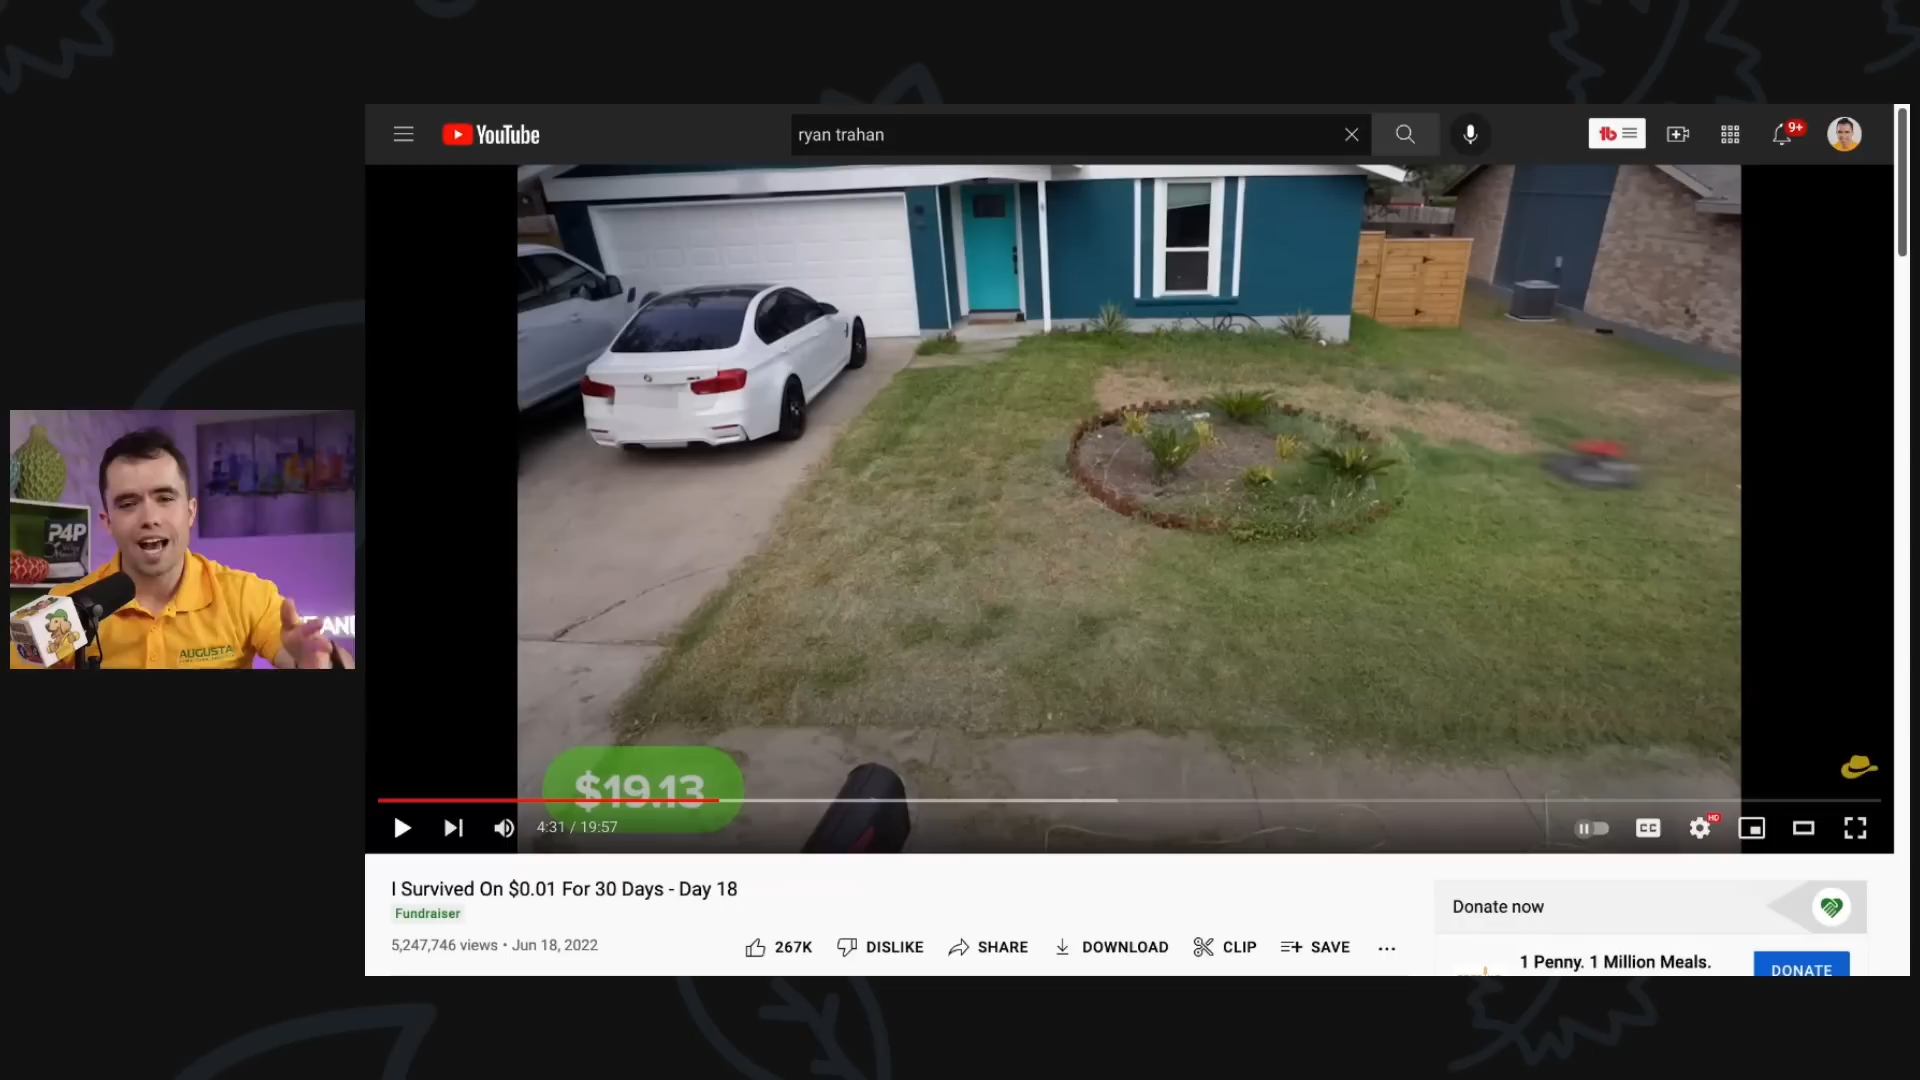 YouTube
ryan trahan
9+
P4P
AUGUSTA
$19.13
4:31 / 19:57
CC
HD
I Survived On $0.01 For 30 Days - Day 18
Fundraiser
5,247,746 views • Jun 18, 2022
267K
DISLIKE
SHARE
DOWNLOAD
CLIP
SAVE
Donate now
1 Penny. 1 Million Meals.
DONATE